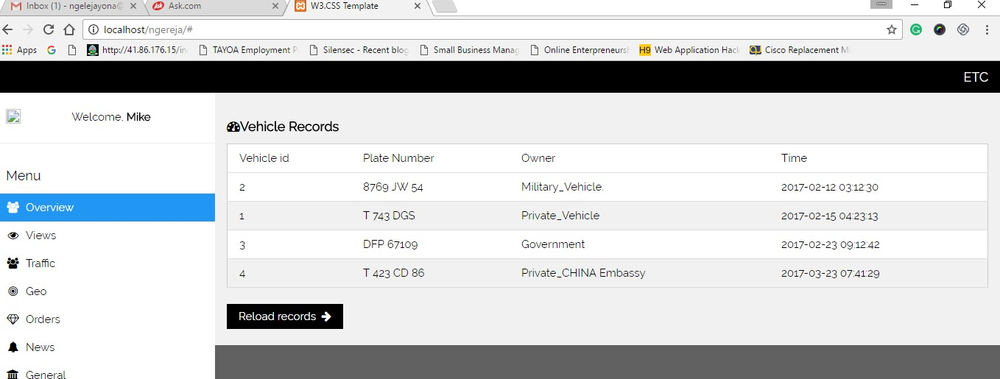 Inbox (1) - ngelejayona@
Ask.com
W3.CSS Template
localhost/ngereja/#
Apps
http://41.86.176.15/in
TAYOA Employment P
Silensec - Recent blog
Small Business Manag
Online Enterpreneursh
H9 Web Application Hack
Cisco Replacement M
ETC
Welcome, Mike
Menu
Overview
Views
Traffic
Geo
Orders
News
General
Vehicle Records
Vehicle id Plate Number Owner Time
2 8769 JW 54 Military_Vehicle. 2017-02-12 03:12:30
1 T 743 DGS Private_Vehicle 2017-02-15 04:23:13
3 DFP 67109 Government 2017-02-23 09:12:42
4 T 423 CD 86 Private_CHINA Embassy 2017-03-23 07:41:29
Reload records